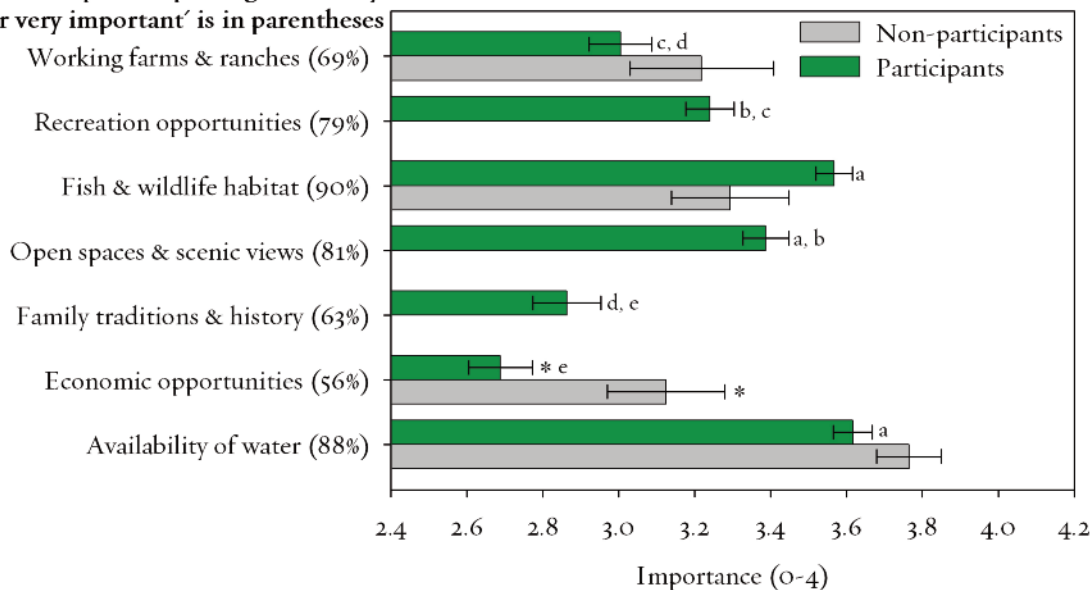 r very important´ is in parentheses
Non-participants
Participants
Working farms & ranches (69%)
c, d
Recreation opportunities (79%)
b, c
Fish & wildlife habitat (90%)
a
Open spaces & scenic views (81%)
a, b
Family traditions & history (63%)
d, e
Economic opportunities (56%)
* e
*
Availability of water (88%)
a
2.4 2.6 2.8 3.0 3.2 3.4 3.6 3.8 4.0 4.2
Importance (0-4)